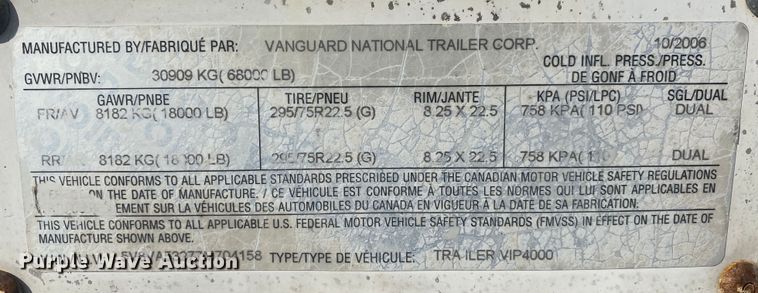 MANUFACTURED BY/FABRIQUÉ PAR: VANGUARD NATIONAL TRAILER CORP. 10/2006
GVWR/PNBV: 30909 KG( 68000 LB) COLD INFL. PRESS./PRESS. DE GONF À FROID
GAWR/PNBE TIRE/PNEU RIM/JANTE KPA (PSI/LPC) SGL/DUAL
FR/AV 8182 KG( 18000 LB) 295/75R22.5 (G) 8.25 X 22.5 758 KPA( 110 PSI) DUAL
8182 KG( 18000 LB) 295/75R22.5 (G) 8.25 X 22.5 758 KPA( DUAL
THIS VEHICLE CONFORMS TO ALL APPLICABLE STANDARDS PRESCRIBED UNDER THE CANADIAN MOTOR VEHICLE SAFETY REGULATIONS
ON THE DATE OF MANUFACTURE. / CE VÉHICULE EST CONFORME À TOUTES LES NORMES QUI LUI SONT APPLICABLES EN
EMENT SUR LA SÉCURITÉ DES VÉHICULES AUTOMOBILES DU CANADA EN VIGUEUR À LA DATE DE SA FABRICATION.
THIS VEHICLE CONFORMS TO ALL APPLICABLE U.S. FEDERAL MOTOR VEHICLE SAFETY STANDARDS (FMVSS) IN EFFECT ON THE DATE OF
MANUFACTURE SHOWN ABOVE.
TYPE/TYPE DE VÉHICULE: TRAILER VIP4000
Purple Wave Auction